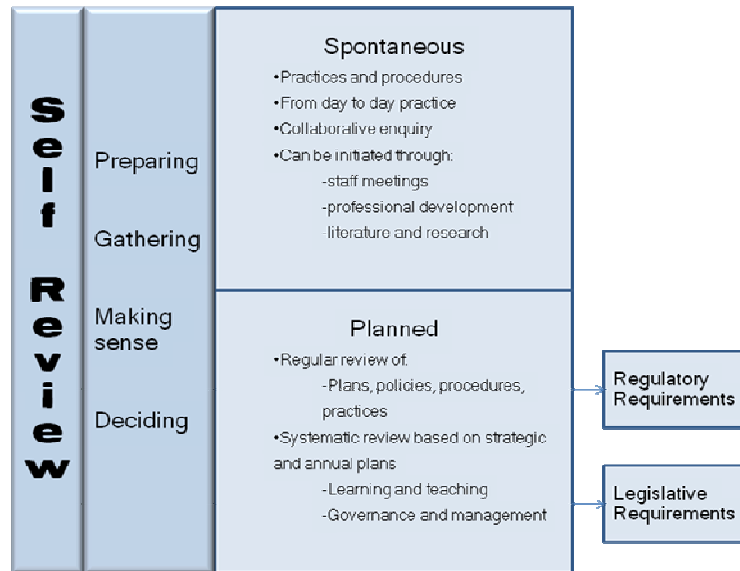 Self Review
Preparing
Gathering
Making
sense
Deciding
Spontaneous
•Practices and procedures
•From day to day practice
•Collaborative enquiry
•Can be initiated through:
-staff meetings
-professional development
-literature and research
Planned
•Regular review of:
-Plans, policies, procedures,
practices
•Systematic review based on strategic
and annual plans
-Learning and teaching
-Governance and management
Regulatory
Requirements
Legislative
Requirements